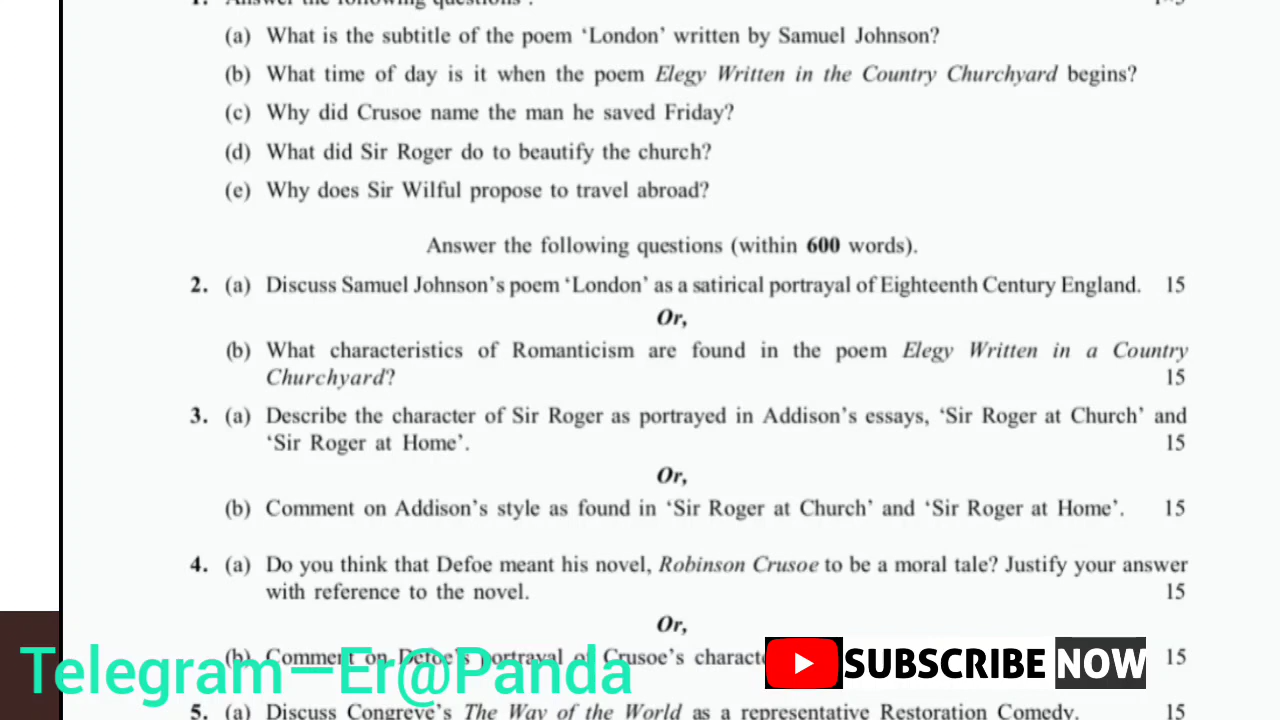 1. Answer the following questions :
(a) What is the subtitle of the poem ‘London’ written by Samuel Johnson?
(b) What time of day is it when the poem Elegy Written in the Country Churchyard begins?
(c) Why did Crusoe name the man he saved Friday?
(d) What did Sir Roger do to beautify the church?
(e) Why does Sir Wilful propose to travel abroad?
Answer the following questions (within 600 words).
2. (a) Discuss Samuel Johnson’s poem ‘London’ as a satirical portrayal of Eighteenth Century England. 15
Or,
(b) What characteristics of Romanticism are found in the poem Elegy Written in a Country
Churchyard? 15
3. (a) Describe the character of Sir Roger as portrayed in Addison’s essays, ‘Sir Roger at Church’ and
‘Sir Roger at Home’. 15
Or,
(b) Comment on Addison’s style as found in ‘Sir Roger at Church’ and ‘Sir Roger at Home’. 15
4. (a) Do you think that Defoe meant his novel, Robinson Crusoe to be a moral tale? Justify your answer
with reference to the novel. 15
Or,
(b) Comment on Defoe’s portrayal of Crusoe’s 15
Telegram—Er@Panda
SUBSCRIBE NOW
5. (a) Discuss Congreve’s The Way of the World as a representative Restoration Comedy. 15